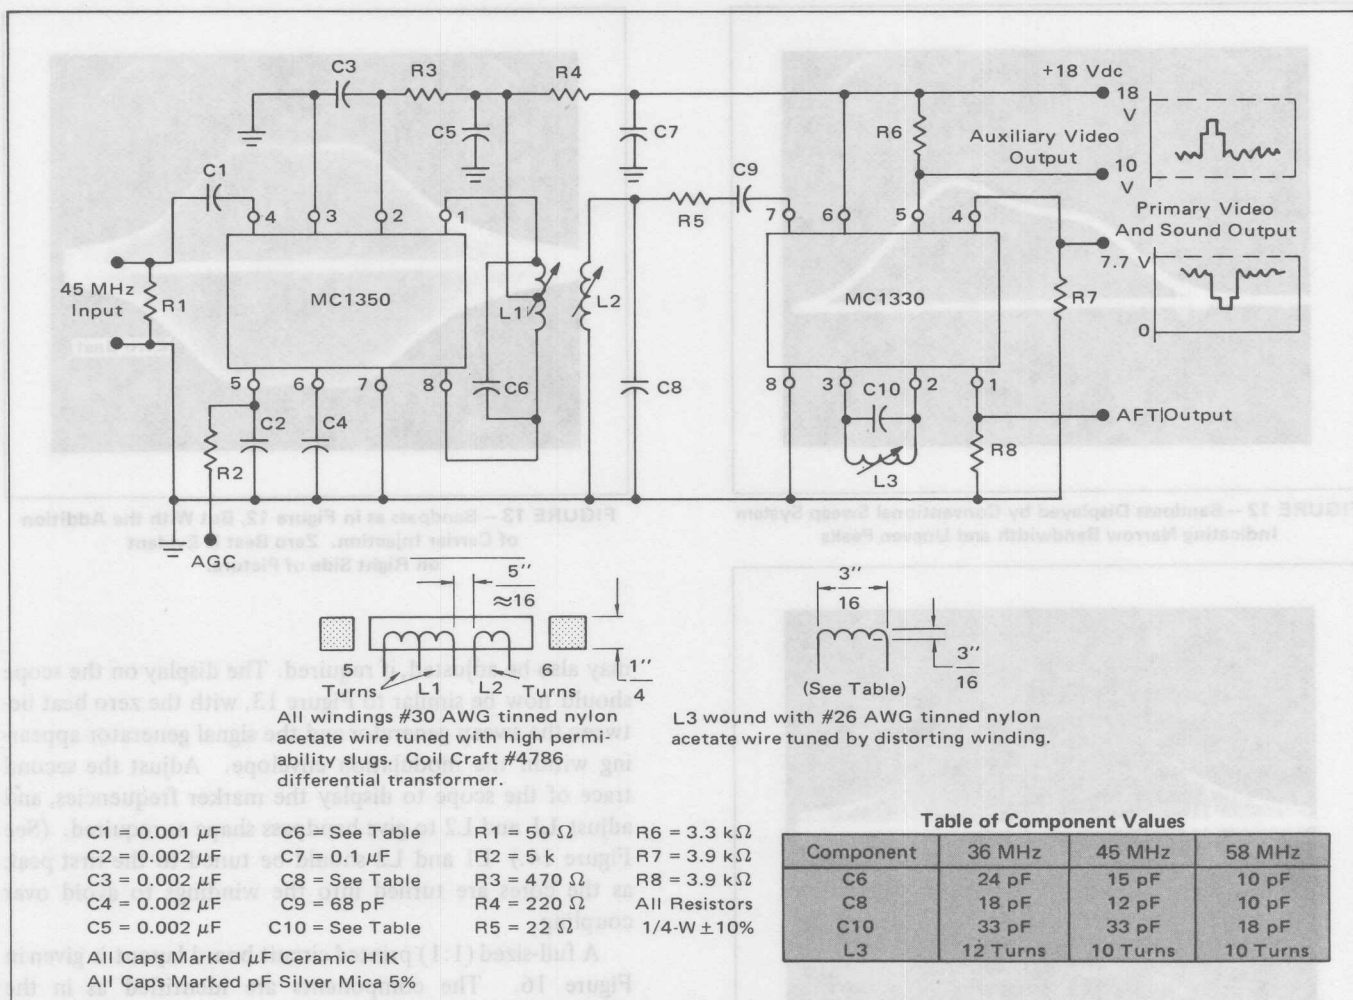 C3 R3 R4 +18 Vdc
18 V
C5 C7 R6 Auxiliary Video Output
10 V
C1 C9
R5
4 3 2 1 7 6 5 4
Primary Video And Sound Output
7.7 V
45 MHz Input R1 MC1350 L1 L2 MC1330 R7
0
5 6 7 8 C6 C8 8 3 C10 2 1
C2 C4 AFT Output
R2 L3 R8
AGC
5'' ≈16
3'' 16
5 Turns L1 L2 6 Turns
1'' 4
3'' 16
(See Table)
All windings #30 AWG tinned nylon
acetate wire tuned with high permi-
ability slugs. Coil Craft #4786
differential transformer.
L3 wound with #26 AWG tinned nylon
acetate wire tuned by distorting winding.
C1 = 0.001 μF C6 = See Table R1 = 50 Ω R6 = 3.3 kΩ
C2 = 0.002 μF C7 = 0.1 μF R2 = 5 k R7 = 3.9 kΩ
C3 = 0.002 μF C8 = See Table R3 = 470 Ω R8 = 3.9 kΩ
C4 = 0.002 μF C9 = 68 pF R4 = 220 Ω All Resistors
C5 = 0.002 μF C10 = See Table R5 = 22 Ω 1/4-W ±10%
All Caps Marked μF Ceramic HiK
All Caps Marked pF Silver Mica 5%
Table of Component Values
Component 36 MHz 45 MHz 58 MHz
C6 24 pF 15 pF 10 pF
C8 18 pF 12 pF 10 pF
C10 33 pF 33 pF 18 pF
L3 12 Turns 10 Turns 10 Turns